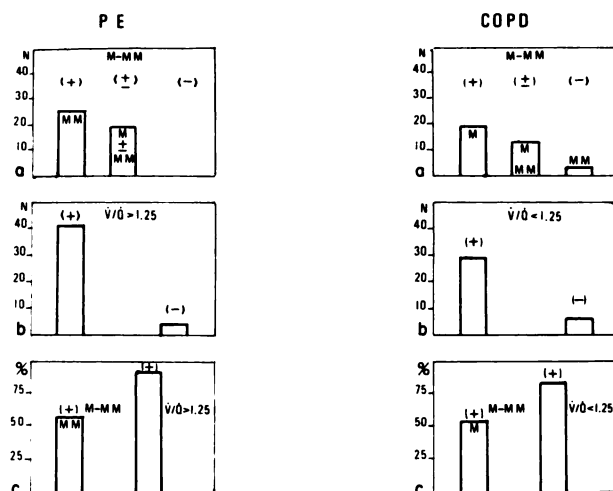 PE
COPD
N
M-MM
40
(+) (±) (-)
30
20
MM
M
±
MM
10
a
N
M-MM
40
(+) (±) (-)
30
20
M
M
MM
MM
10
a
N
(+) V̇/Q̇>1.25
40
30
20
10
(-)
b
N
V̇/Q̇<1.25
40
(+)
30
20
10
(-)
b
%
(+)
75
50
(+) M-MM V̇/Q̇>1.25
MM
25
c
%
(+)
75
50
(+) M-MM V̇/Q̇<1.25
M
25
c